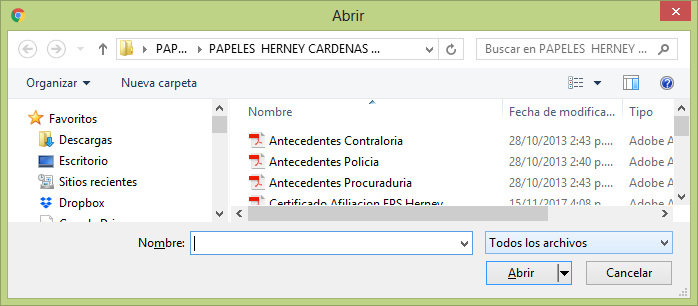 Abrir
PAP... PAPELES HERNEY CARDENAS ... Buscar en PAPELES HERNEY ...
Organizar Nueva carpeta
Nombre Fecha de modifica... Tipo
Favoritos
Descargas Antecedentes Contraloria 28/10/2013 2:43 p.... Adobe A
Escritorio Antecedentes Policia 28/10/2013 2:40 p.... Adobe A
Sitios recientes Antecedentes Procuraduria 28/10/2013 2:43 p.... Adobe A
Dropbox Certificado Afiliacion EPS Herney 15/11/2017 4:08 p.... Adobe A
Nombre: Todos los archivos
Abrir Cancelar